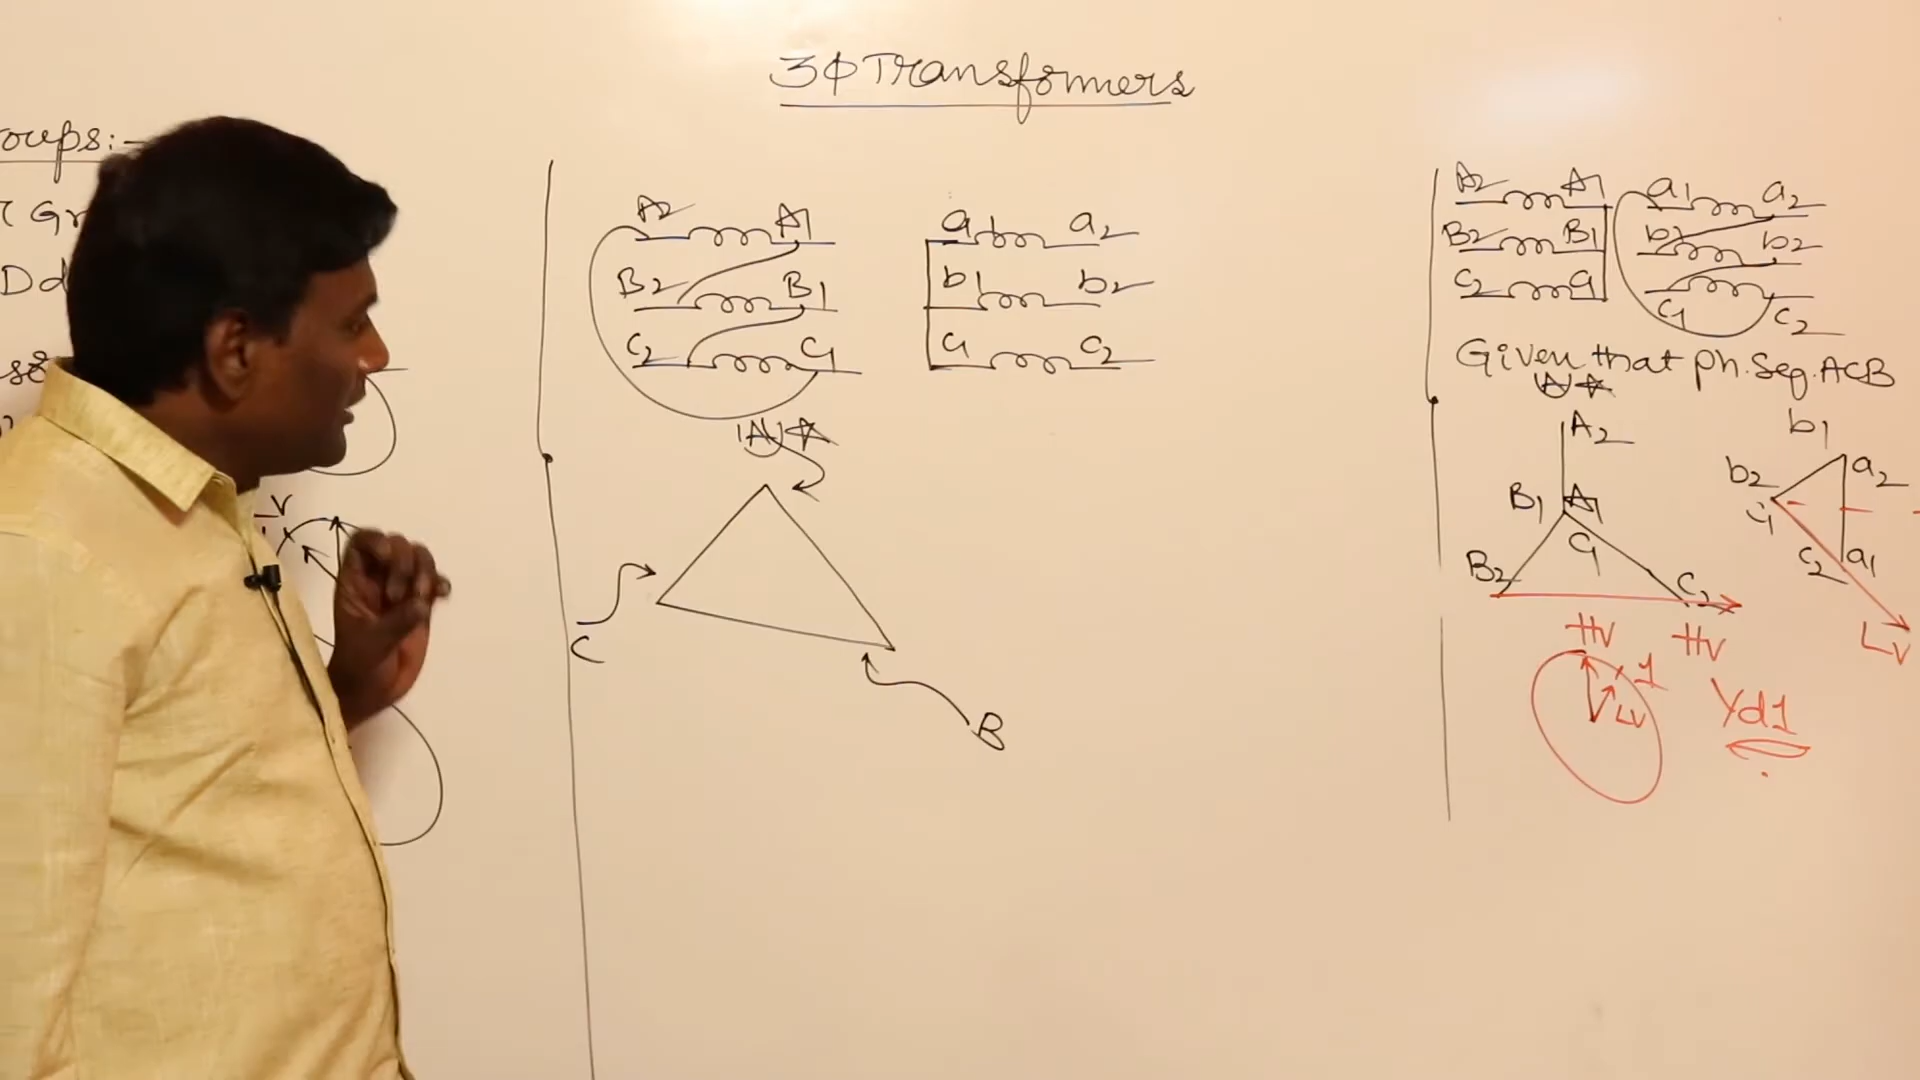 3ϕ Transformers
oups:-
Dd
A2 A1
B2 B1
C2 C1
a1 a2
b1 b2
c1 c2
A
C
B
A2 A1
B2 B1
C2 C1
a1 a2
b1 b2
c1 c2
Given that ph.Seq.ACB
A2
B1 A1
C1
B2 C2
b1
b2 a2
c1
c2 a1
LV
HV HV
1
LV
Yd1